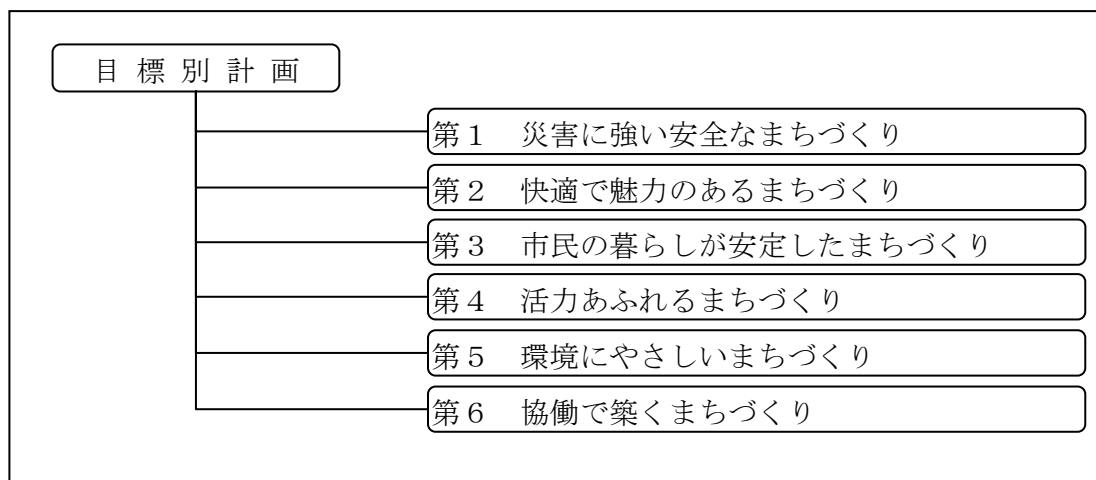 目 標 別 計 画
第１　災害に強い安全なまちづくり
第２　快適で魅力のあるまちづくり
第３　市民の暮らしが安定したまちづくり
第４　活力あふれるまちづくり
第５　環境にやさしいまちづくり
第６　協働で築くまちづくり